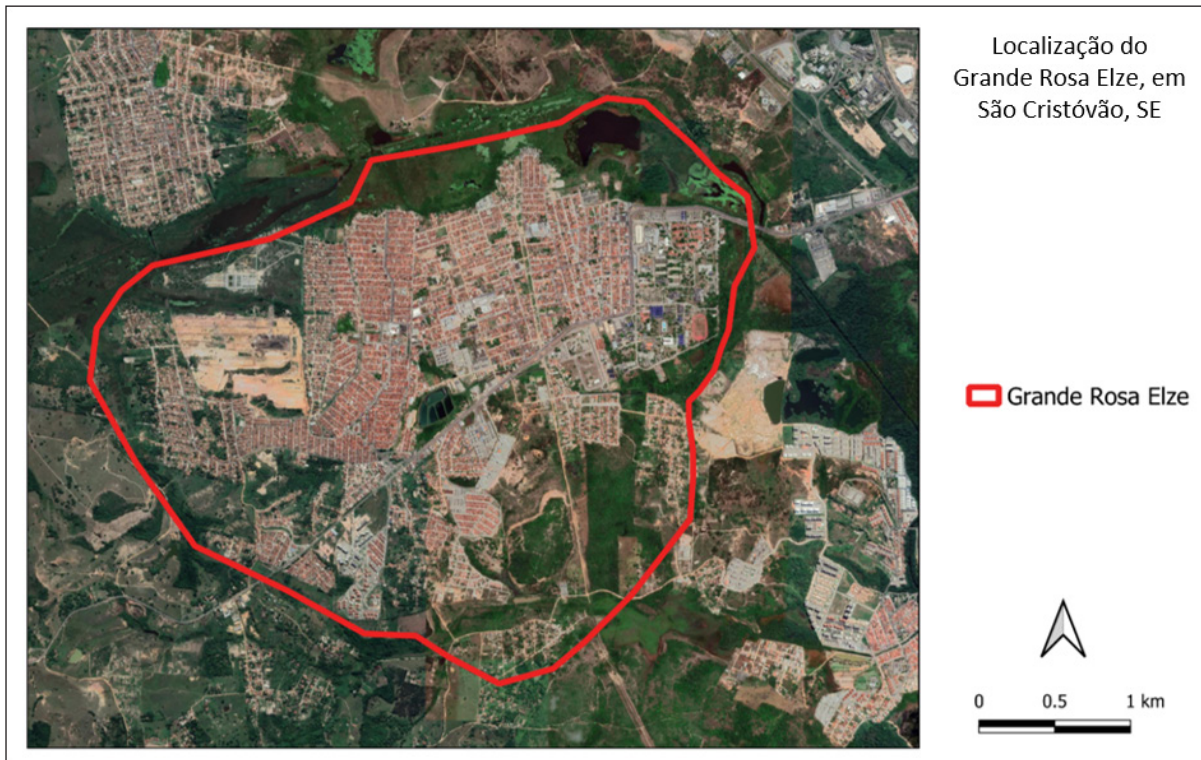 Localização do
Grande Rosa Elze, em
São Cristóvão, SE
Grande Rosa Elze
0 0.5 1 km